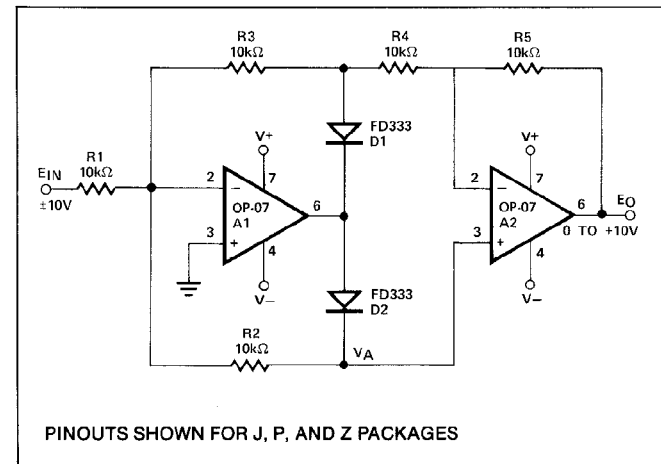 R3
10kΩ
R4
10kΩ
R5
10kΩ
FD333
D1
V+
V+
R1
10kΩ
EIN
±10V
2
−
7
OP-07
A1
6
3
+
4
V−
2
−
7
OP-07
A2
6
EO
0 TO +10V
3
+
4
V−
FD333
D2
R2
10kΩ
VA
PINOUTS SHOWN FOR J, P, AND Z PACKAGES